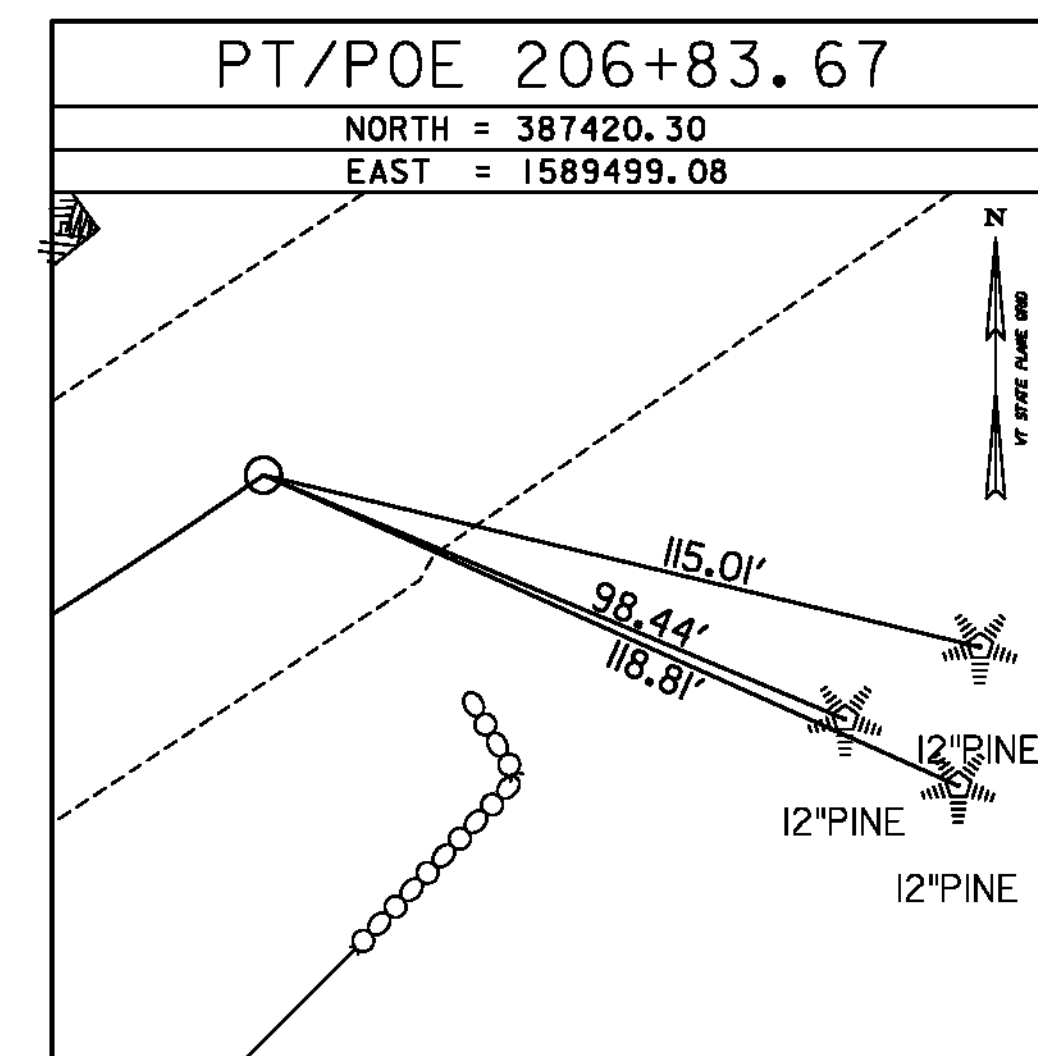 PT/POE 206+83.67
NORTH = 387420.30
EAST = 1589499.08
N
VT STATE PLANE GRID
115.01'
98.44'
118.81'
12"PINE
12"PINE
12"PINE